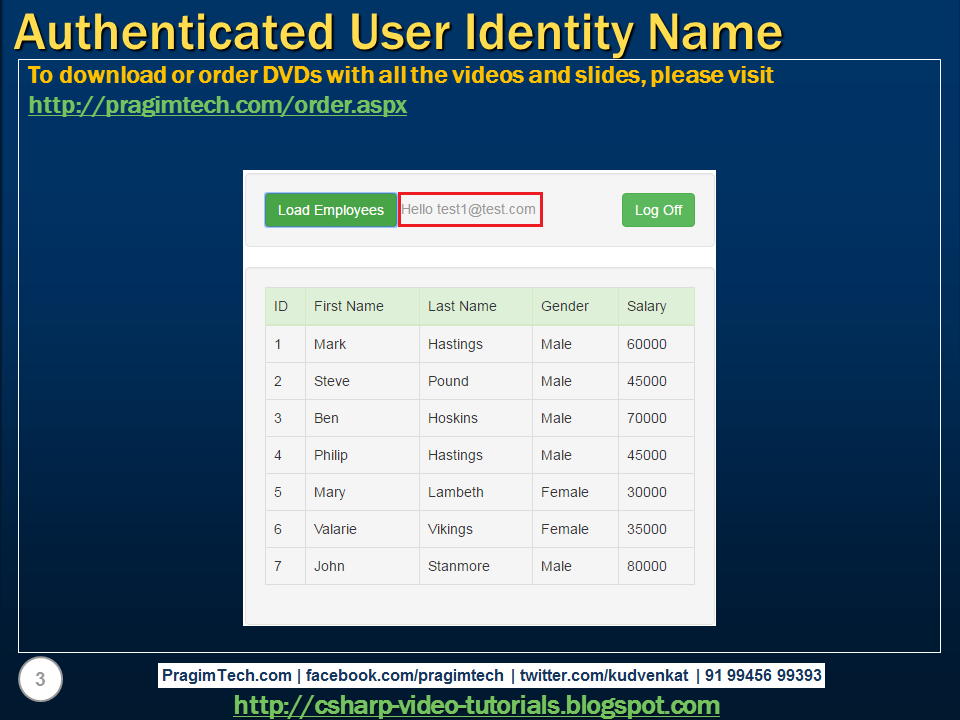 Authenticated User Identity Name
To download or order DVDs with all the videos and slides, please visit
http://pragimtech.com/order.aspx
Load Employees Hello test1@test.com Log Off
ID First Name Last Name Gender Salary
1 Mark Hastings Male 60000
2 Steve Pound Male 45000
3 Ben Hoskins Male 70000
4 Philip Hastings Male 45000
5 Mary Lambeth Female 30000
6 Valarie Vikings Female 35000
7 John Stanmore Male 80000
3 PragimTech.com | facebook.com/pragimtech | twitter.com/kudvenkat | 91 99456 99393
http://csharp-video-tutorials.blogspot.com